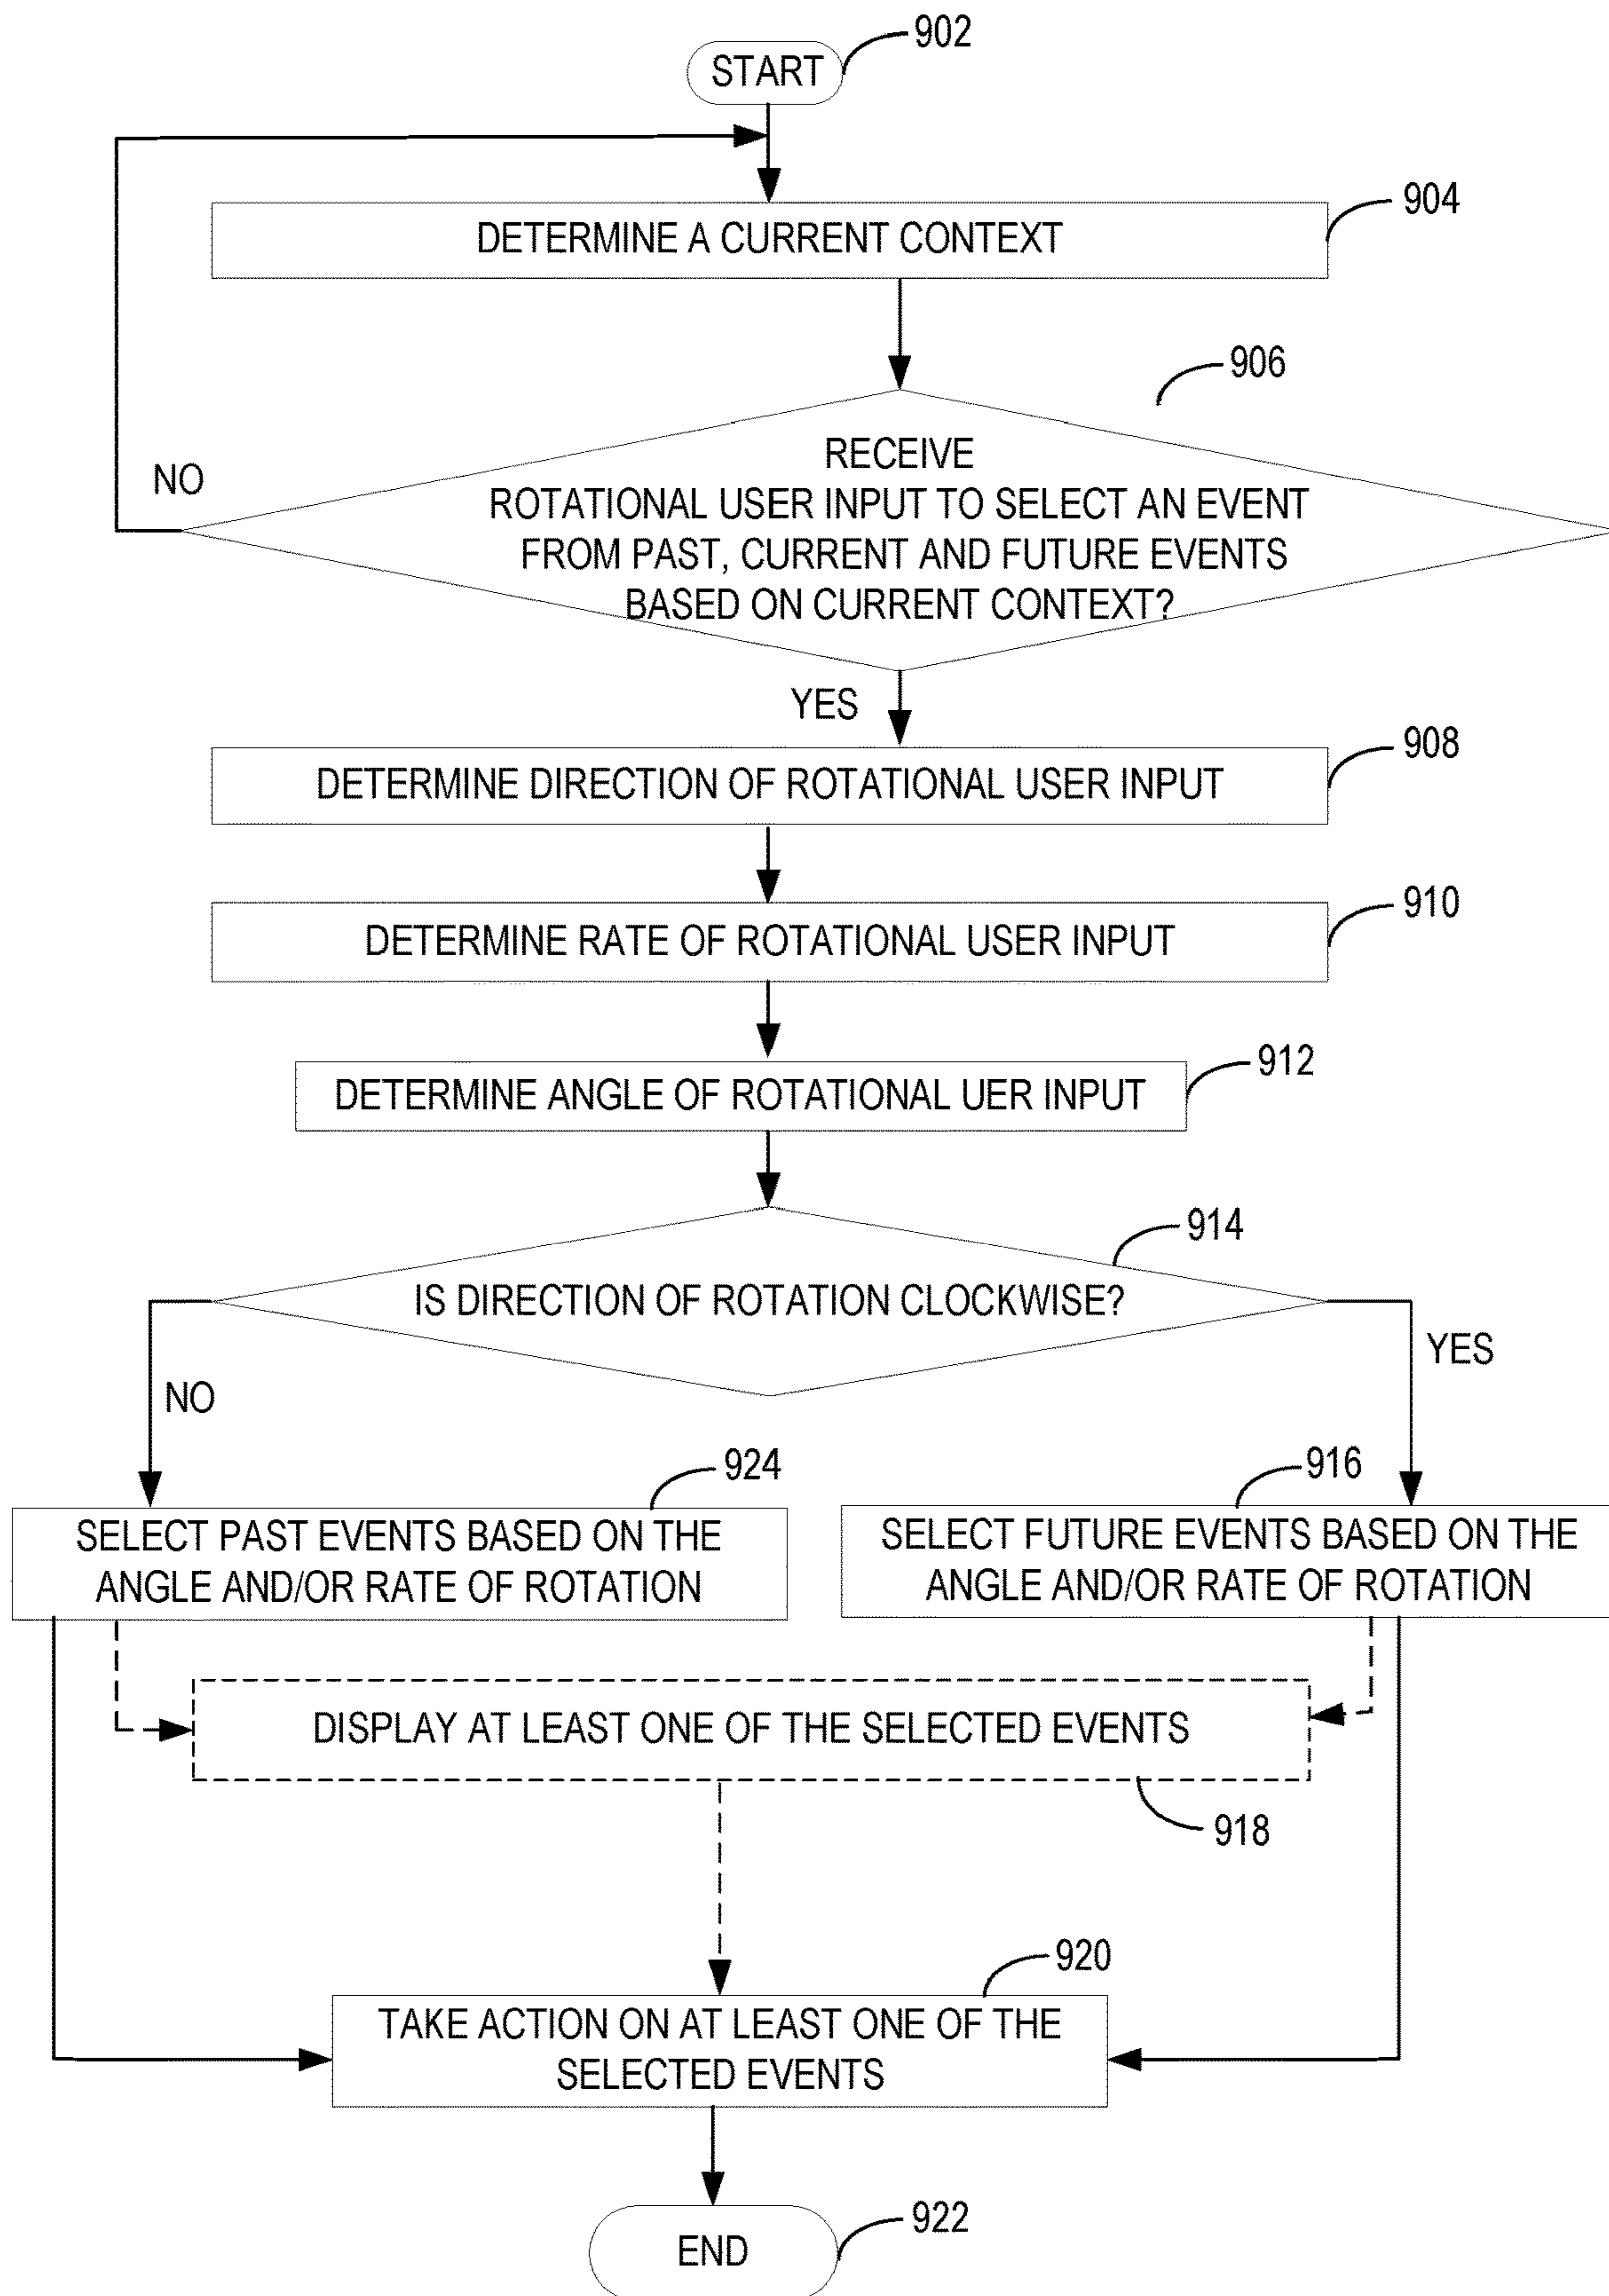 902
START
904
DETERMINE A CURRENT CONTEXT
906
RECEIVE
ROTATIONAL USER INPUT TO SELECT AN EVENT
FROM PAST, CURRENT AND FUTURE EVENTS
BASED ON CURRENT CONTEXT?
NO
YES
908
DETERMINE DIRECTION OF ROTATIONAL USER INPUT
910
DETERMINE RATE OF ROTATIONAL USER INPUT
912
DETERMINE ANGLE OF ROTATIONAL UER INPUT
914
IS DIRECTION OF ROTATION CLOCKWISE?
YES
NO
924
SELECT PAST EVENTS BASED ON THE
ANGLE AND/OR RATE OF ROTATION
916
SELECT FUTURE EVENTS BASED ON THE
ANGLE AND/OR RATE OF ROTATION
DISPLAY AT LEAST ONE OF THE SELECTED EVENTS
918
920
TAKE ACTION ON AT LEAST ONE OF THE
SELECTED EVENTS
922
END